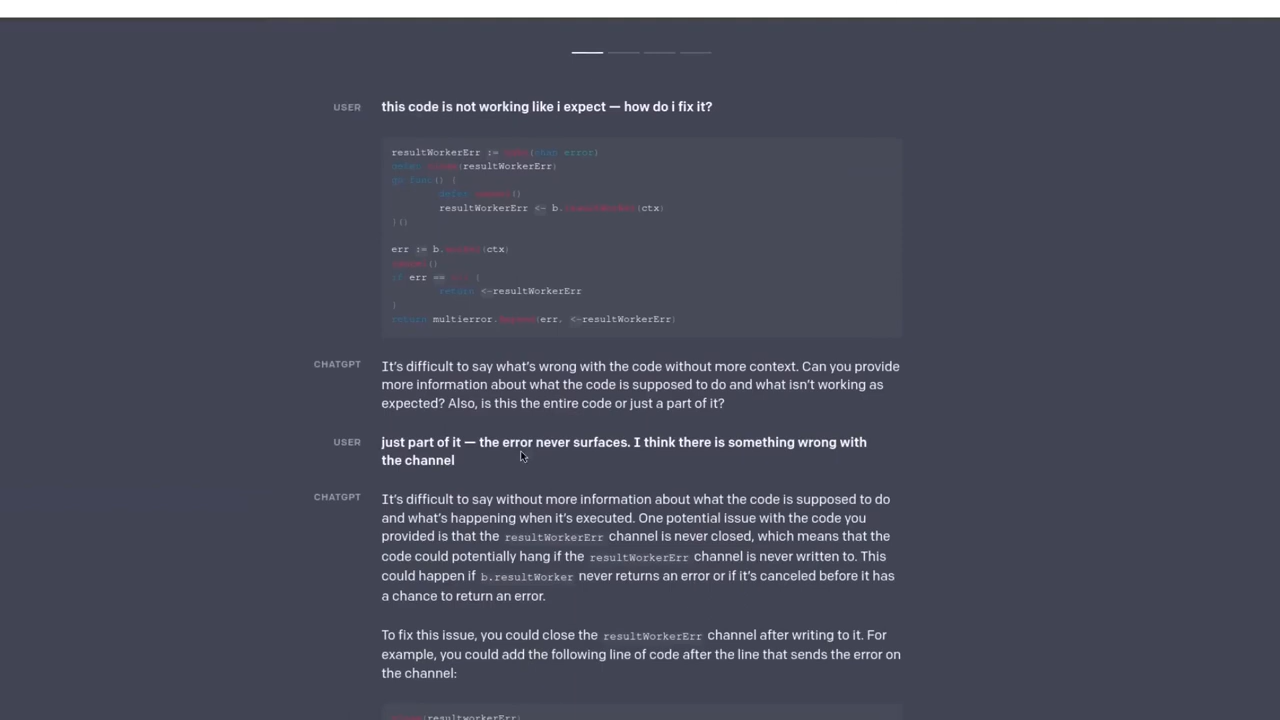 USER
this code is not working like i expect — how do i fix it?
resultWorkerErr := (chan error)
defer (resultWorkerErr)
go func() {
defer ()
resultWorkerErr <- b. (ctx)
}()
err := b. (ctx)
()
if err == {
return <-resultWorkerErr
}
return multierror. (err, <-resultWorkerErr)
CHATGPT
It's difficult to say what's wrong with the code without more context. Can you provide
more information about what the code is supposed to do and what isn't working as
expected? Also, is this the entire code or just a part of it?
USER
just part of it — the error never surfaces. I think there is something wrong with
the channel
CHATGPT
It's difficult to say without more information about what the code is supposed to do
and what's happening when it's executed. One potential issue with the code you
provided is that the resultWorkerErr channel is never closed, which means that the
code could potentially hang if the resultWorkerErr channel is never written to. This
could happen if b.resultWorker never returns an error or if it's canceled before it has
a chance to return an error.
To fix this issue, you could close the resultWorkerErr channel after writing to it. For
example, you could add the following line of code after the line that sends the error on
the channel:
(resultWorkerErr)